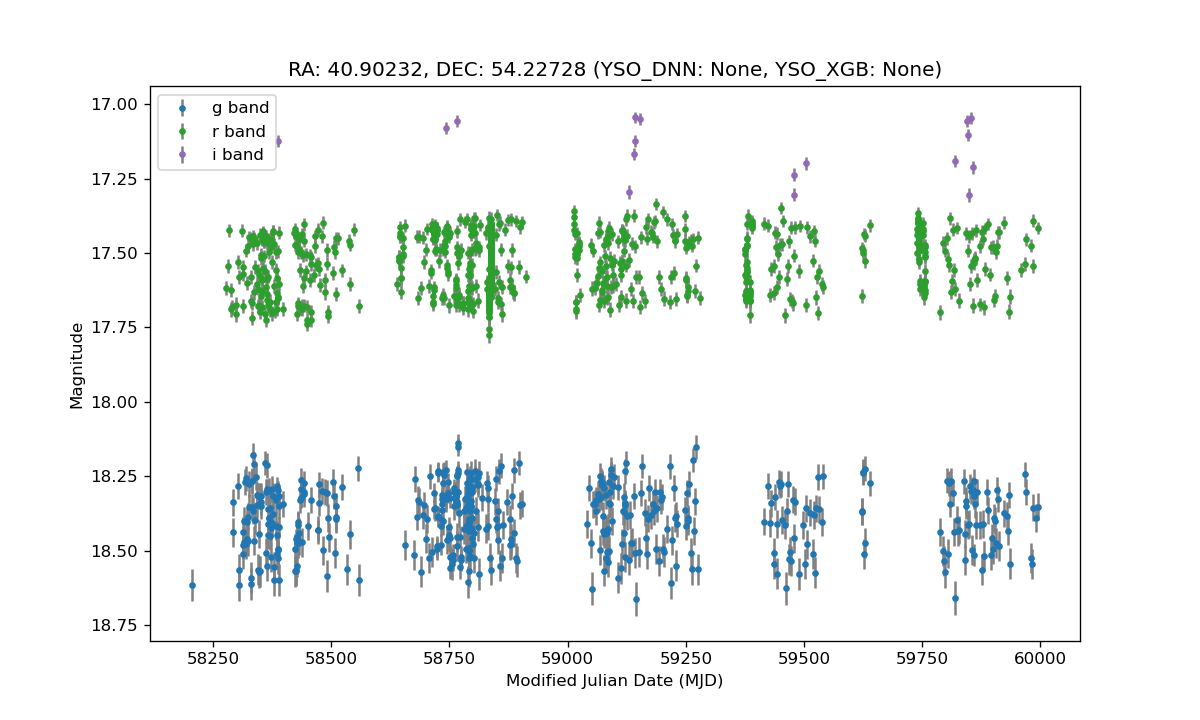 RA: 40.90232, DEC: 54.22728 (YSO_DNN: None, YSO_XGB: None)
g band
r band
i band
17.00
17.25
17.50
17.75
18.00
18.25
18.50
18.75
Magnitude
58250 58500 58750 59000 59250 59500 59750 60000
Modified Julian Date (MJD)